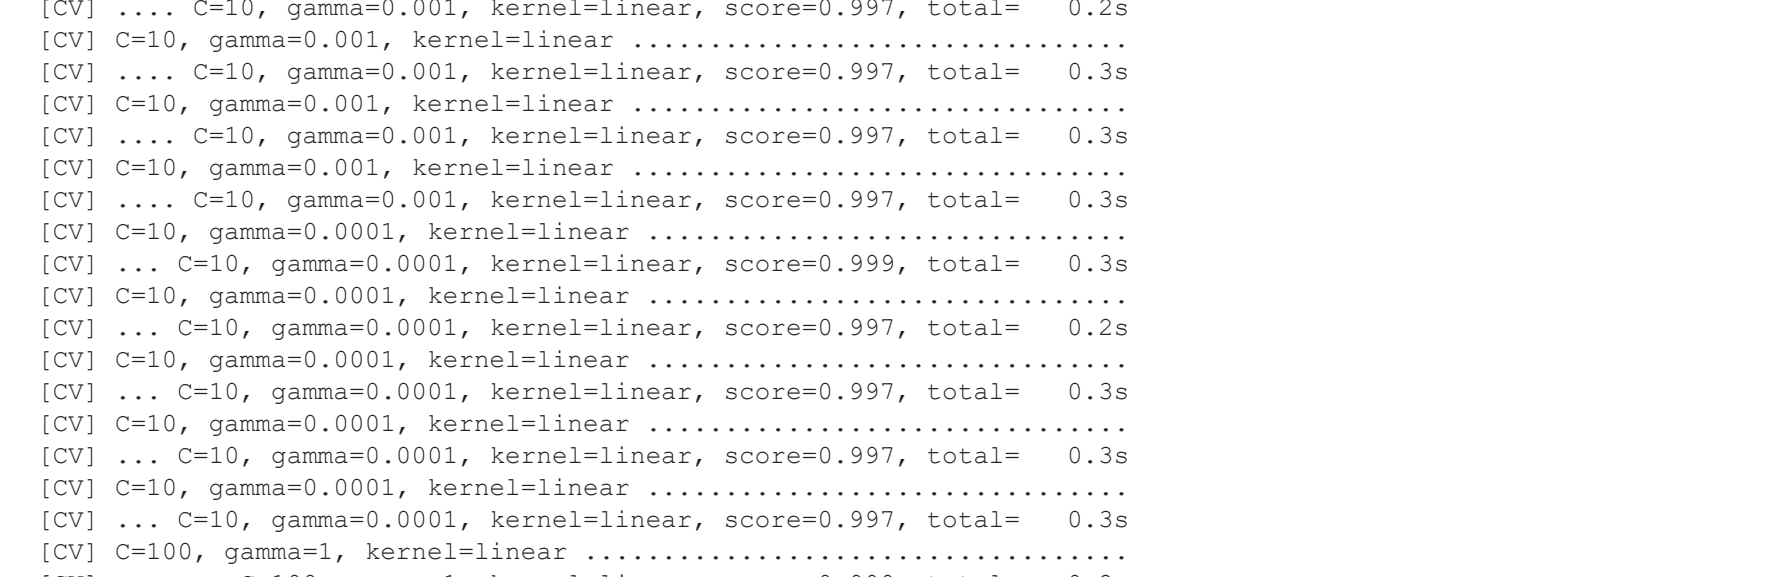 [CV] .... C=10, gamma=0.001, kernel=linear, score=0.997, total=   0.2s
[CV] C=10, gamma=0.001, kernel=linear ................................
[CV] .... C=10, gamma=0.001, kernel=linear, score=0.997, total=   0.3s
[CV] C=10, gamma=0.001, kernel=linear ................................
[CV] .... C=10, gamma=0.001, kernel=linear, score=0.997, total=   0.3s
[CV] C=10, gamma=0.001, kernel=linear ................................
[CV] .... C=10, gamma=0.001, kernel=linear, score=0.997, total=   0.3s
[CV] C=10, gamma=0.0001, kernel=linear ...............................
[CV] ... C=10, gamma=0.0001, kernel=linear, score=0.999, total=   0.3s
[CV] C=10, gamma=0.0001, kernel=linear ...............................
[CV] ... C=10, gamma=0.0001, kernel=linear, score=0.997, total=   0.2s
[CV] C=10, gamma=0.0001, kernel=linear ...............................
[CV] ... C=10, gamma=0.0001, kernel=linear, score=0.997, total=   0.3s
[CV] C=10, gamma=0.0001, kernel=linear ...............................
[CV] ... C=10, gamma=0.0001, kernel=linear, score=0.997, total=   0.3s
[CV] C=10, gamma=0.0001, kernel=linear ...............................
[CV] ... C=10, gamma=0.0001, kernel=linear, score=0.997, total=   0.3s
[CV] C=100, gamma=1, kernel=linear ...................................